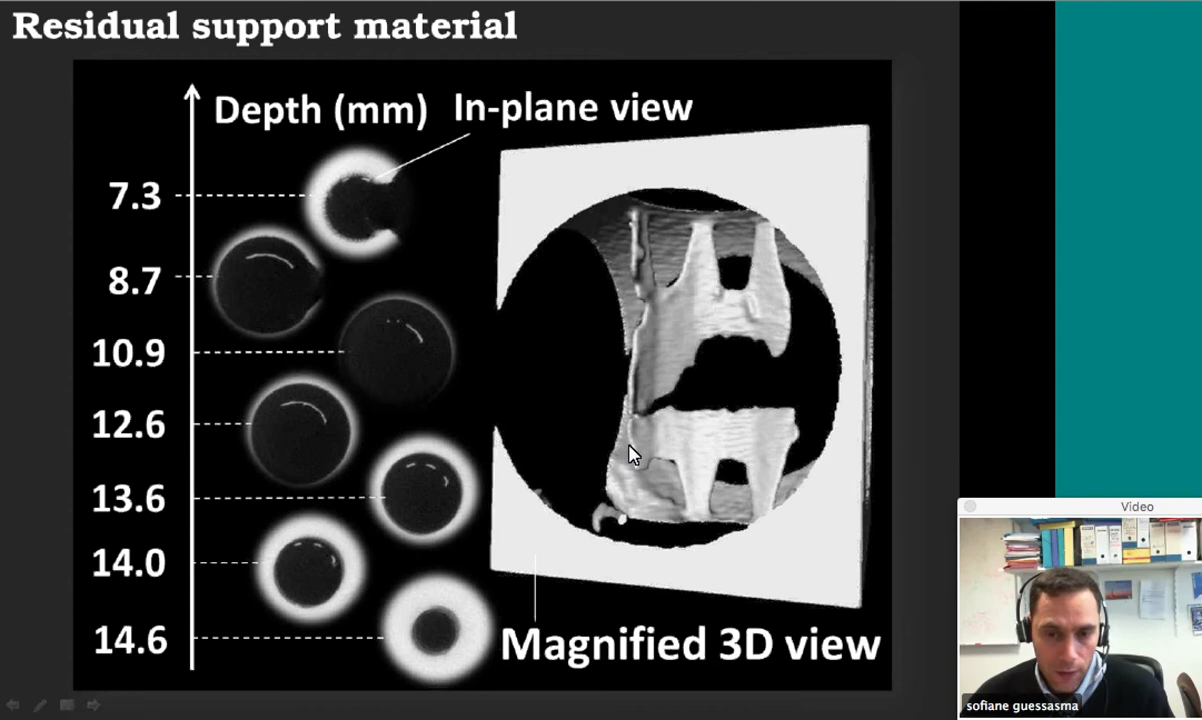 Residual support material
Depth (mm)
In-plane view
7.3
8.7
10.9
12.6
13.6
14.0
14.6
Magnified 3D view
Video
sofiane guessasma